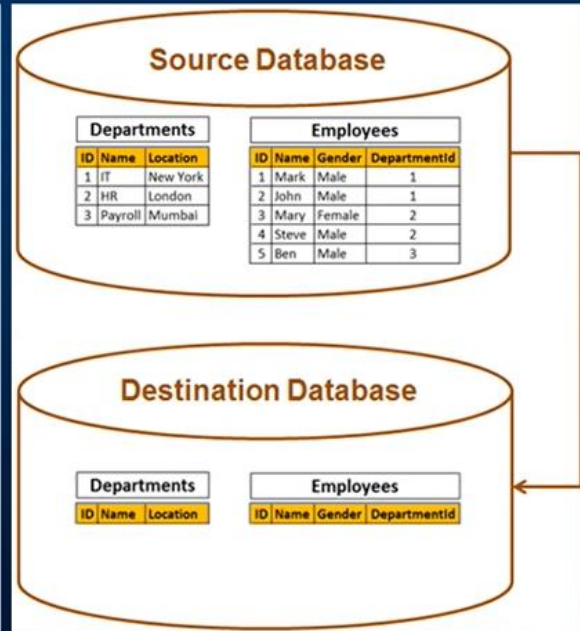 Source Database
Departments
ID Name Location
1 IT New York
2 HR London
3 Payroll Mumbai
Employees
ID Name Gender DepartmentId
1 Mark Male 1
2 John Male 1
3 Mary Female 2
4 Steve Male 2
5 Ben Male 3
Destination Database
Departments
ID Name Location
Employees
ID Name Gender DepartmentId